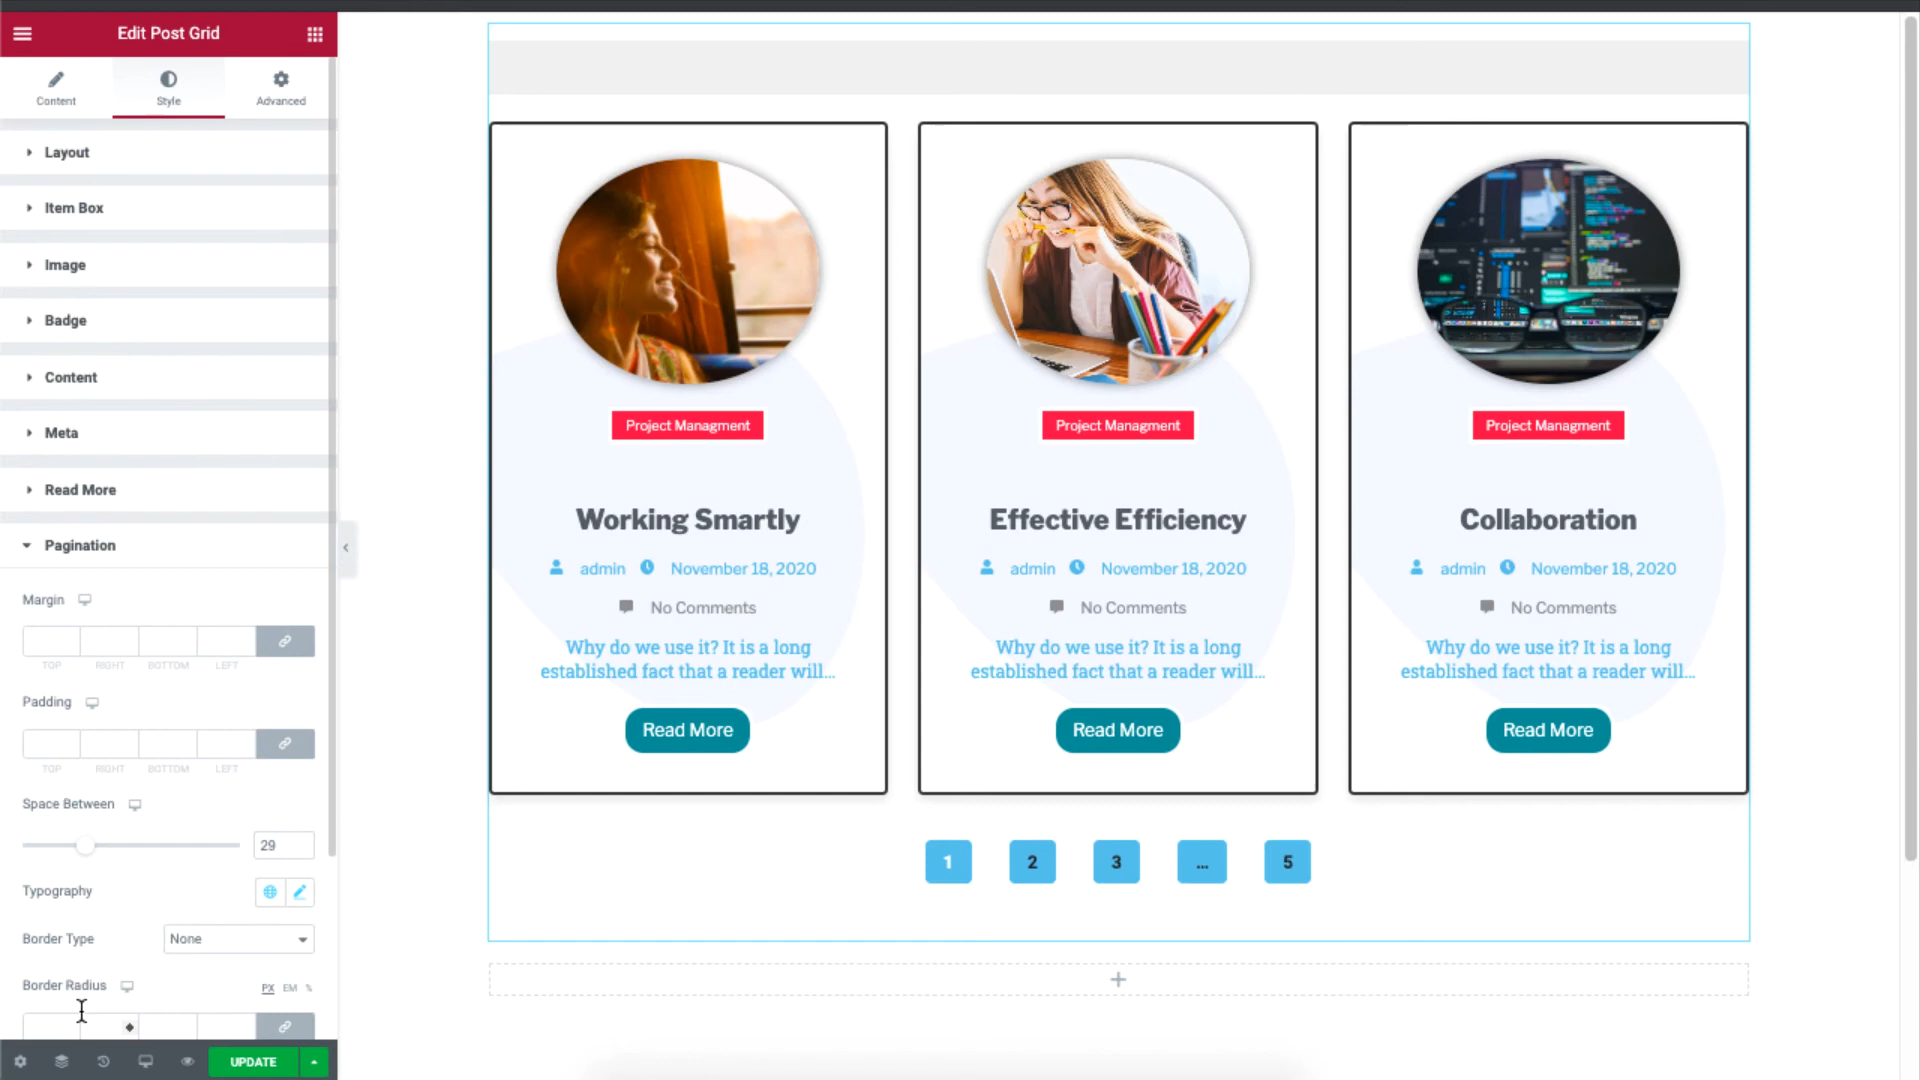 Edit Post Grid
Content
Style
Advanced
Layout
Item Box
Image
Badge
Content
Meta
Read More
Pagination
Margin
TOP RIGHT BOTTOM LEFT
Padding
TOP RIGHT BOTTOM LEFT
Space Between
29
Typography
Border Type
None
Border Radius
PX EM %
UPDATE
Project Managment
Working Smartly
admin November 18, 2020
No Comments
Why do we use it? It is a long
established fact that a reader will...
Read More
Project Managment
Effective Efficiency
admin November 18, 2020
No Comments
Why do we use it? It is a long
established fact that a reader will...
Read More
Project Managment
Collaboration
admin November 18, 2020
No Comments
Why do we use it? It is a long
established fact that a reader will...
Read More
1 2 3 ... 5